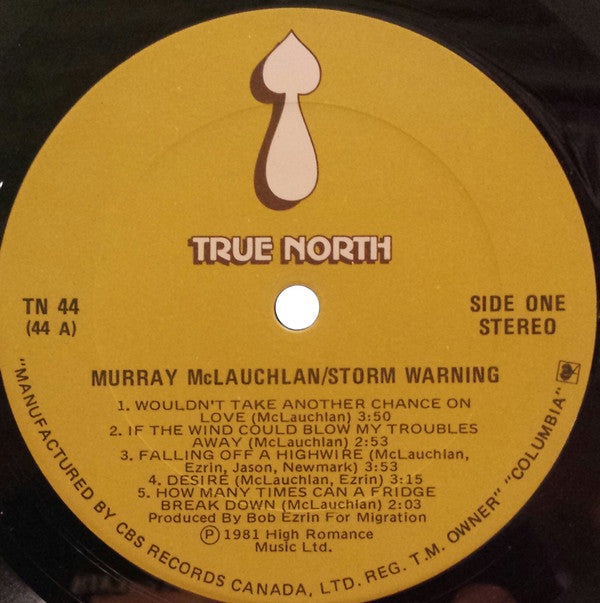 TRUE NORTH
TN 44
(44 A)
SIDE ONE
STEREO
MURRAY McLAUCHLAN/STORM WARNING
1. WOULDN'T TAKE ANOTHER CHANCE ON
LOVE (McLauchlan) 3:50
2. IF THE WIND COULD BLOW MY TROUBLES
AWAY (McLauchlan) 2:53
3. FALLING OFF A HIGHWIRE (McLauchlan,
Ezrin, Jason, Newmark) 3:53
4. DESIRE (McLauchlan, Ezrin) 3:15
5. HOW MANY TIMES CAN A FRIDGE
BREAK DOWN (McLauchlan) 2:03
Produced By Bob Ezrin For Migration
Ⓟ 1981 High Romance
Music Ltd.
"MANUFACTURED BY CBS RECORDS CANADA, LTD. REG. T.M. OWNER" "COLUMBIA"